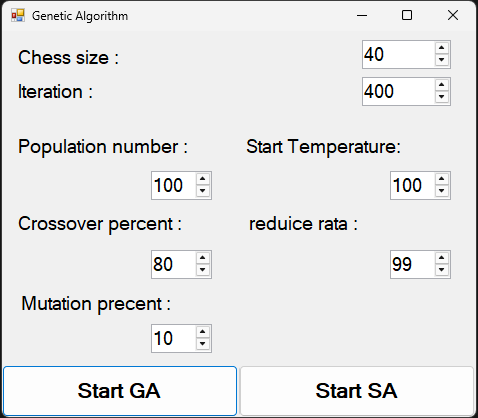 Genetic Algorithm
Chess size : 40
Iteration : 400
Population number : Start Temperature:
100 100
Crossover percent : reduice rata :
80 99
Mutation precent :
10
Start GA Start SA